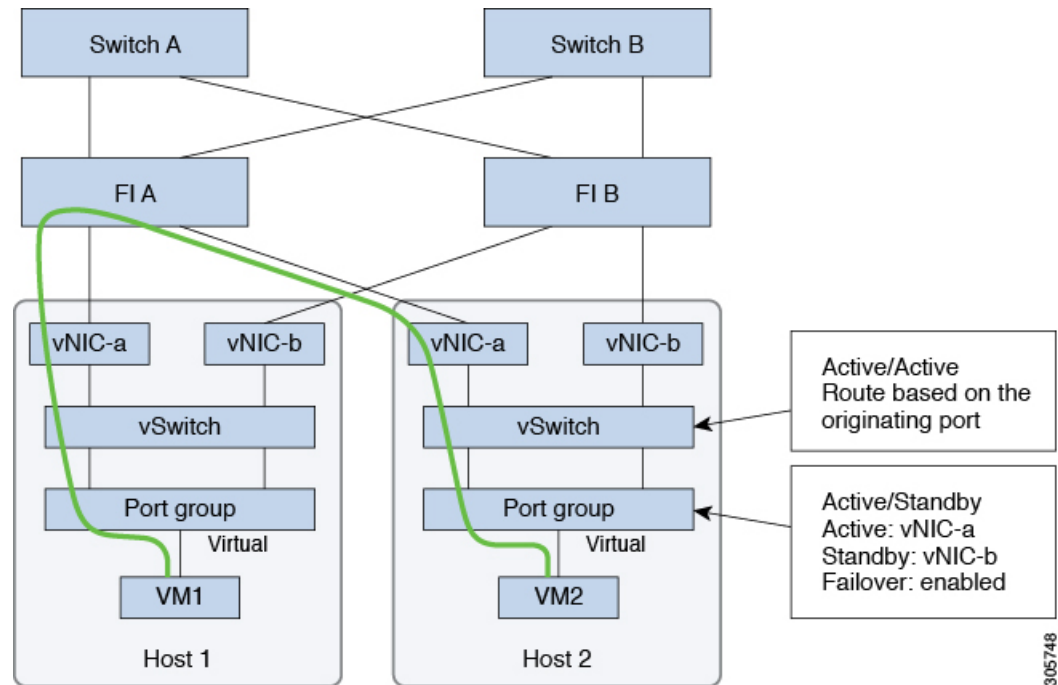 Switch A
Switch B
FI A
FI B
vNIC-a
vNIC-b
vNIC-a
vNIC-b
vSwitch
vSwitch
Port group
Port group
Virtual
Virtual
VM1
VM2
Host 1
Host 2
Active/Active
Route based on the
originating port
Active/Standby
Active: vNIC-a
Standby: vNIC-b
Failover: enabled
305748